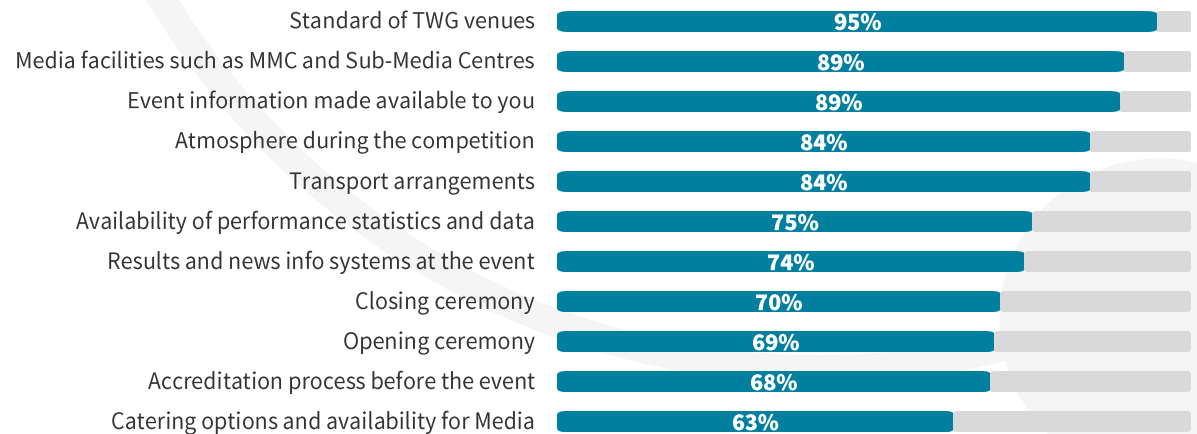 Standard of TWG venues 95%
Media facilities such as MMC and Sub-Media Centres 89%
Event information made available to you 89%
Atmosphere during the competition 84%
Transport arrangements 84%
Availability of performance statistics and data 75%
Results and news info systems at the event 74%
Closing ceremony 70%
Opening ceremony 69%
Accreditation process before the event 68%
Catering options and availability for Media 63%